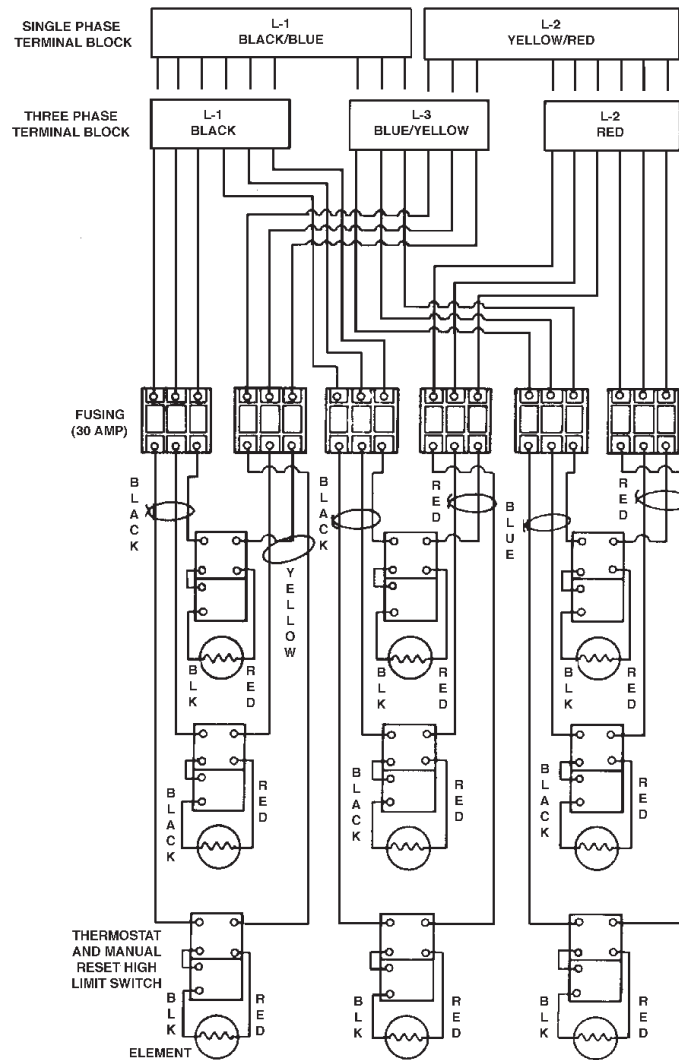 SINGLE PHASE
TERMINAL BLOCK
L-1
BLACK/BLUE
L-2
YELLOW/RED
THREE PHASE
TERMINAL BLOCK
L-1
BLACK
L-3
BLUE/YELLOW
L-2
RED
FUSING
(30 AMP)
BLACK
YELLOW
BLACK
RED
BLUE
RED
BLK
RED
BLK
RED
BLK
RED
BLACK
RED
BLACK
RED
BLACK
RED
THERMOSTAT
AND MANUAL
RESET HIGH
LIMIT SWITCH
BLK
RED
BLK
RED
BLK
RED
ELEMENT